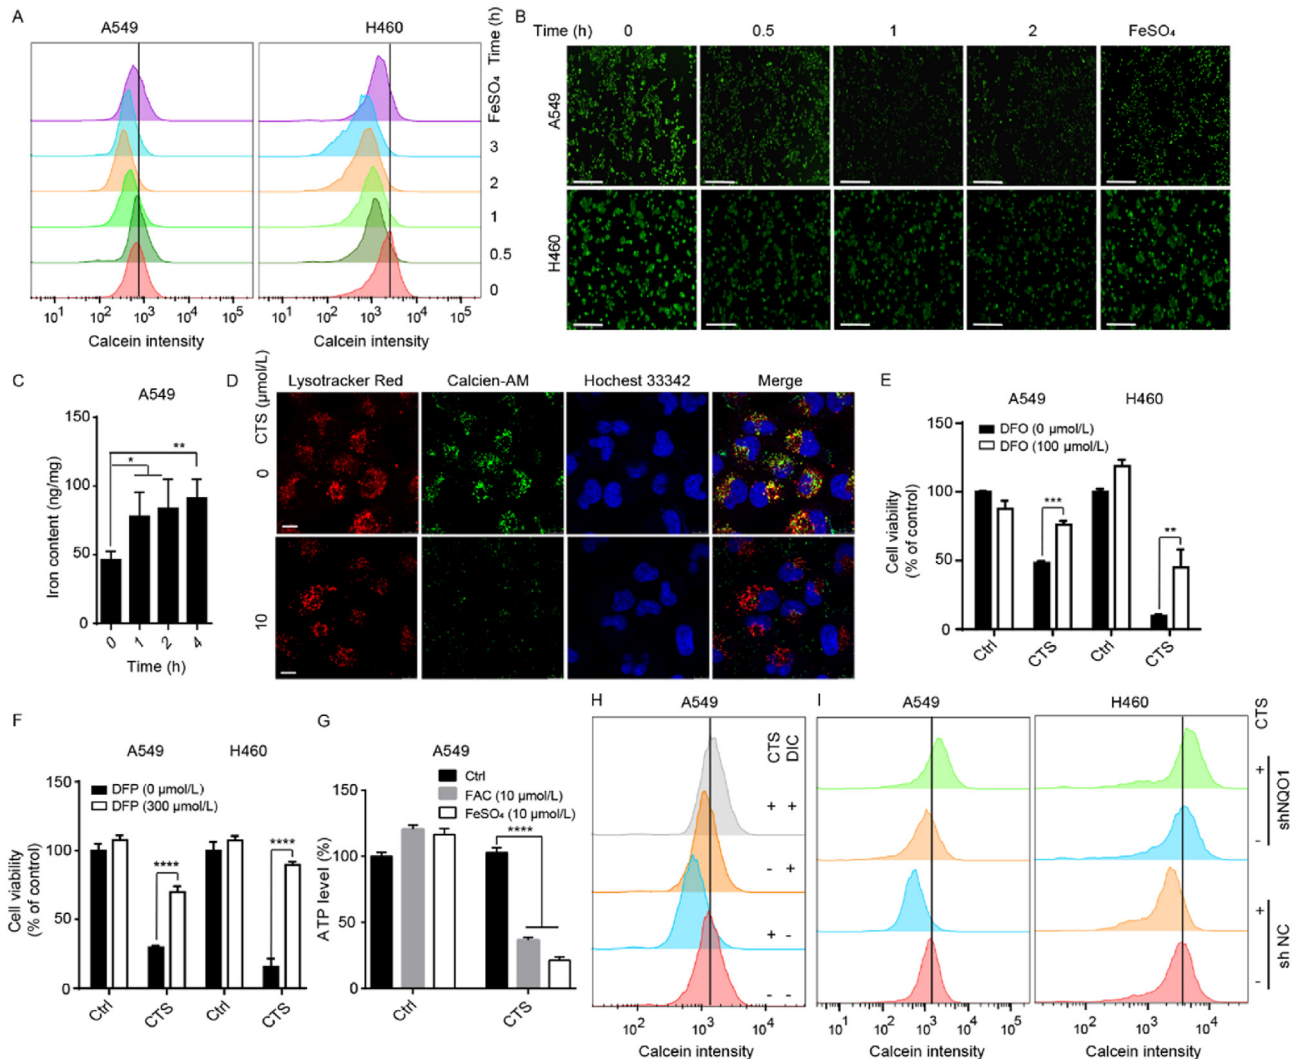 A
A549
H460
Time (h)
FeSO₄
3
2
1
0.5
0
10¹ 10² 10³ 10⁴ 10⁵
10¹ 10² 10³ 10⁴ 10⁵
Calcein intensity
Calcein intensity
B
Time (h) 0 0.5 1 2 FeSO₄
A549
H460
C
A549
Iron content (ng/mg)
150
100
50
0
*
**
0 1 2 4
Time (h)
D
CTS (μmol/L)
Lysotracker Red Calcien-AM Hochest 33342 Merge
0
10
E
A549 H460
DFO (0 μmol/L)
DFO (100 μmol/L)
Cell viability
(% of control)
150
100
50
0
***
**
Ctrl CTS Ctrl CTS
F
A549 H460
DFP (0 μmol/L)
DFP (300 μmol/L)
Cell viability
(% of control)
150
100
50
0
****
****
Ctrl CTS Ctrl CTS
G
A549
Ctrl
FAC (10 μmol/L)
FeSO₄ (10 μmol/L)
ATP level (%)
150
100
50
0
****
Ctrl CTS
H
A549
CTS
DIC
+ +
- +
+ -
- -
10² 10³ 10⁴
Calcein intensity
I
A549
H460
CTS
+
-
shNQO1
+
-
sh NC
10¹ 10² 10³ 10⁴ 10⁵
10² 10³ 10⁴
Calcein intensity
Calcein intensity